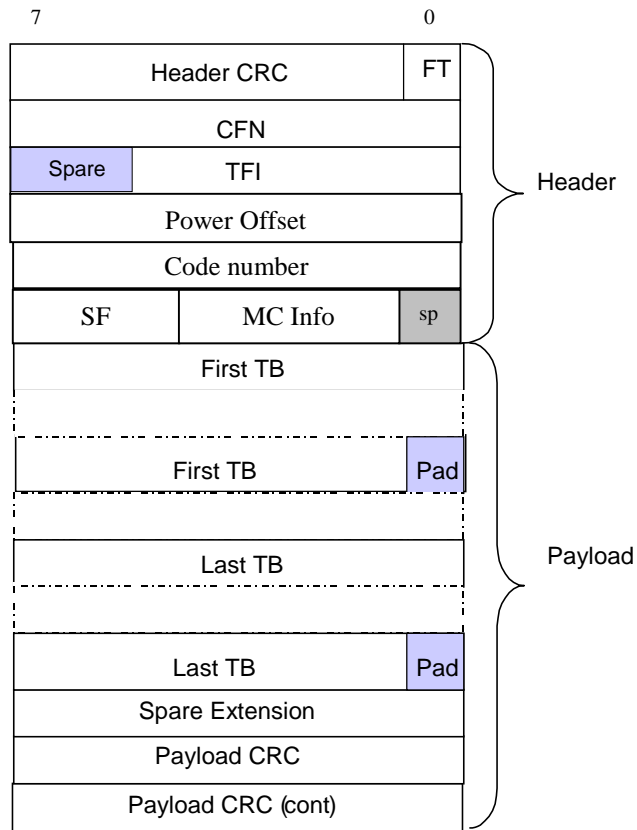 7 0
Header CRC FT
CFN
Spare TFI
Header
Power Offset
Code number
SF MC Info sp
First TB
First TB Pad
Last TB
Payload
Last TB Pad
Spare Extension
Payload CRC
Payload CRC (cont)